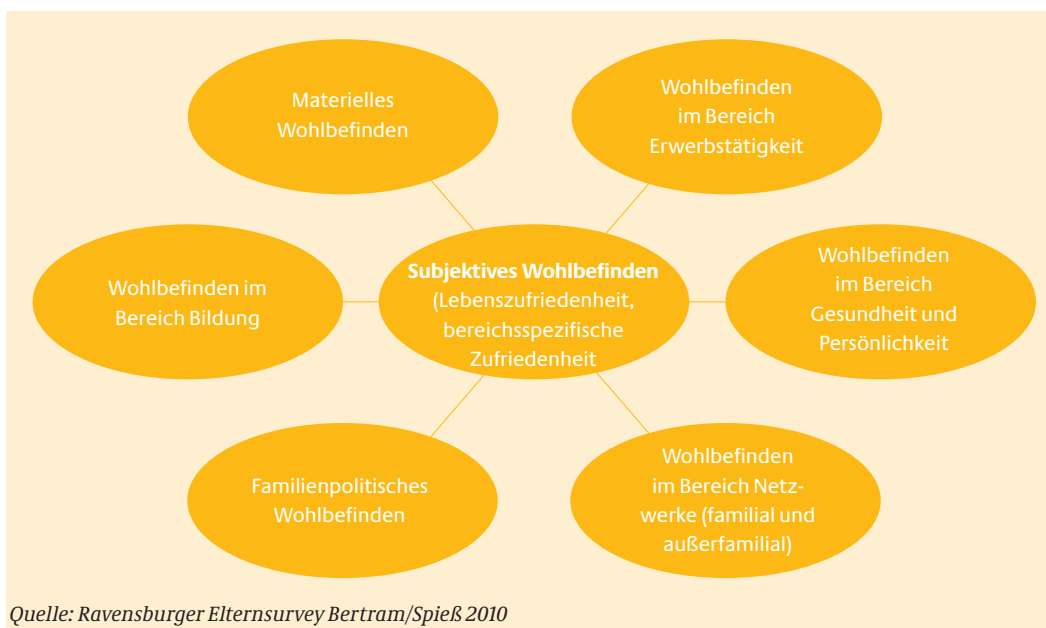 Materielles
Wohlbefinden
Wohlbefinden
im Bereich
Erwerbstätigkeit
Wohlbefinden im
Bereich Bildung
Subjektives Wohlbefinden
(Lebenszufriedenheit,
bereichsspezifische
Zufriedenheit
Wohlbefinden
im Bereich
Gesundheit und
Persönlichkeit
Familienpolitisches
Wohlbefinden
Wohlbefinden
im Bereich Netz-
werke (familial und
außerfamilial)
Quelle: Ravensburger Elternsurvey Bertram/Spieß 2010